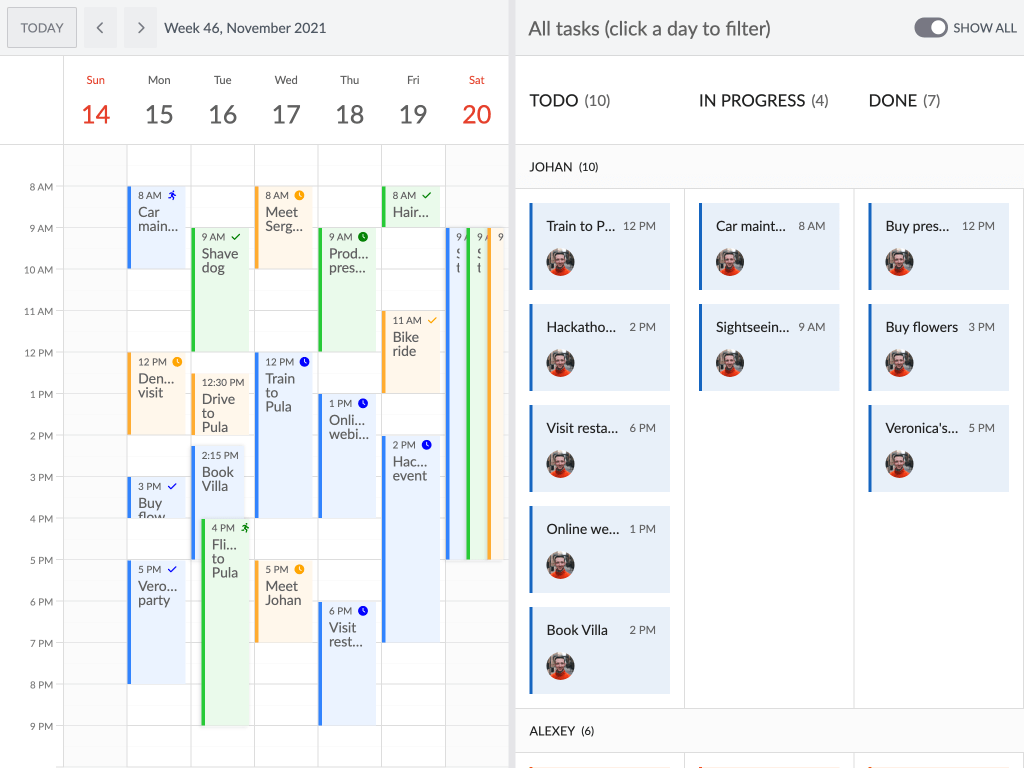 TODAY
Week 46, November 2021
Sun
14
Mon
15
Tue
16
Wed
17
Thu
18
Fri
19
Sat
20
8 AM
9 AM
10 AM
11 AM
12 PM
1 PM
2 PM
3 PM
4 PM
5 PM
6 PM
7 PM
8 PM
9 PM
8 AM
Car
main...
12 PM
Den...
visit
3 PM
Buy
flow
5 PM
Vero...
party
9 AM
Shave
dog
12:30 PM
Drive
to
Pula
2:15 PM
Book
Villa
4 PM
Fli...
to
Pula
8 AM
Meet
Serg...
12 PM
Train
to
Pula
5 PM
Meet
Johan
9 AM
Prod...
pres...
1 PM
Onli...
webi...
6 PM
Visit
rest...
8 AM
Hair...
11 AM
Bike
ride
2 PM
Hac...
event
9 A
S
t
9 A
S
t
9
All tasks (click a day to filter)
SHOW ALL
TODO (10)
IN PROGRESS (4)
DONE (7)
JOHAN (10)
Train to P... 12 PM
Hackatho... 2 PM
Visit resta... 6 PM
Online we... 1 PM
Book Villa 2 PM
Car maint... 8 AM
Sightseein... 9 AM
Buy pres... 12 PM
Buy flowers 3 PM
Veronica's... 5 PM
ALEXEY (6)